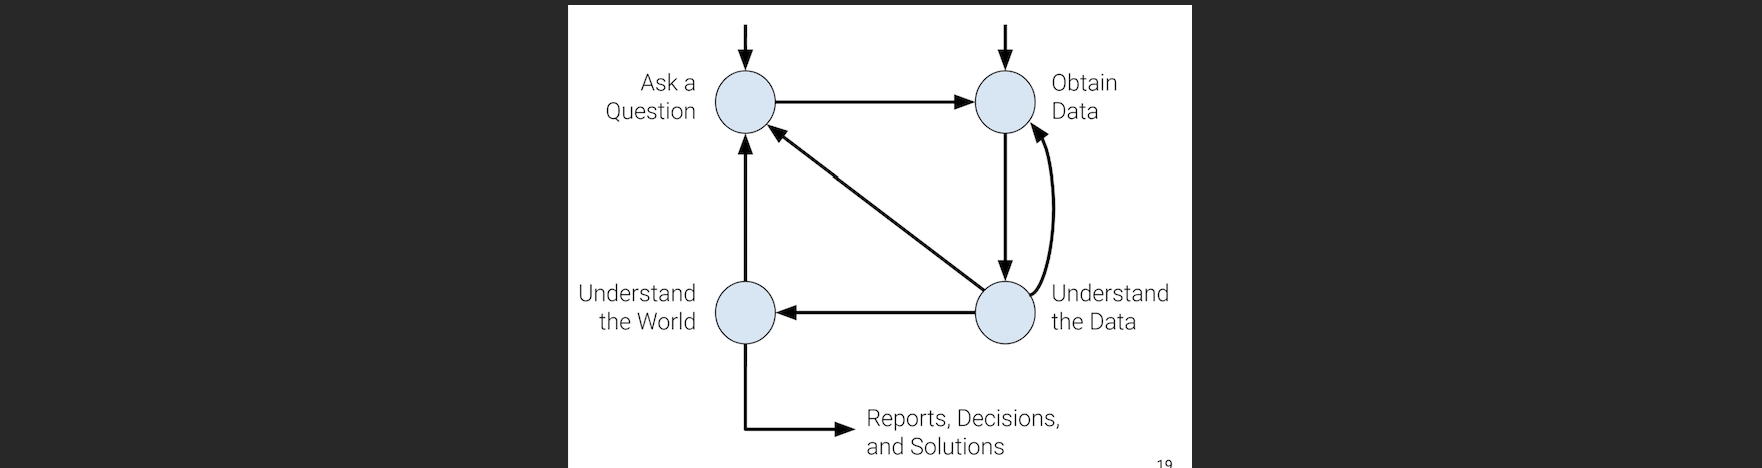 Ask a
Question
Obtain
Data
Understand
the World
Understand
the Data
Reports, Decisions,
and Solutions
19